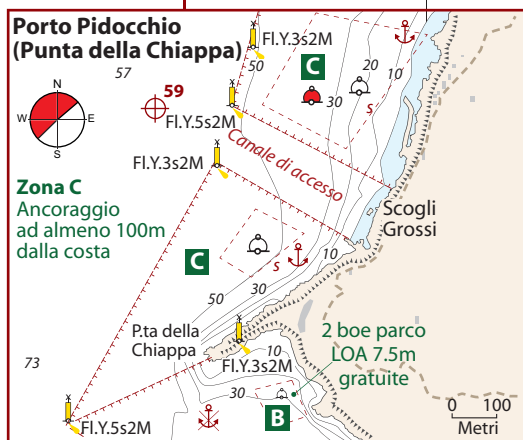 Porto Pidocchio
(Punta della Chiappa)
Fl.Y.3s2M
50
C
20
10
57
59
30
S
N
W
E
S
Fl.Y.5s2M
Fl.Y.3s2M
Canale di accesso
Zona C
Ancoraggio
ad almeno 100m
dalla costa
Scogli
Grossi
C
S
10
30
50
P.ta della
Chiappa
2 boe parco
LOA 7.5m
gratuite
10
Fl.Y.3s2M
73
30
B
Fl.Y.5s2M
0 100
Metri